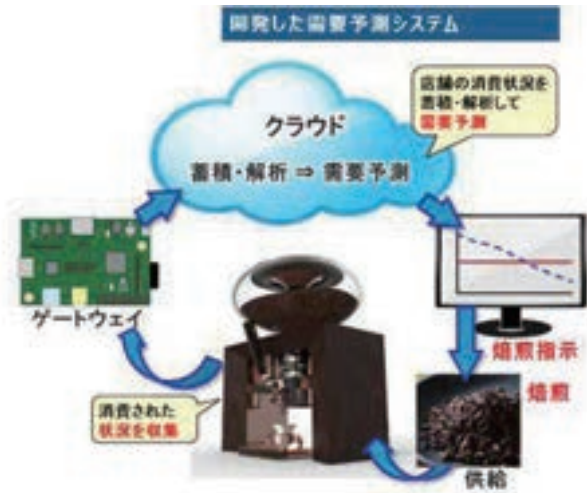 開発した需要予測システム
店舗の消費状況を
蓄積・解析して
需要予測
クラウド
蓄積・解析 ⇒ 需要予測
ゲートウェイ
焙煎指示
焙煎
消費された
状況を収集
供給